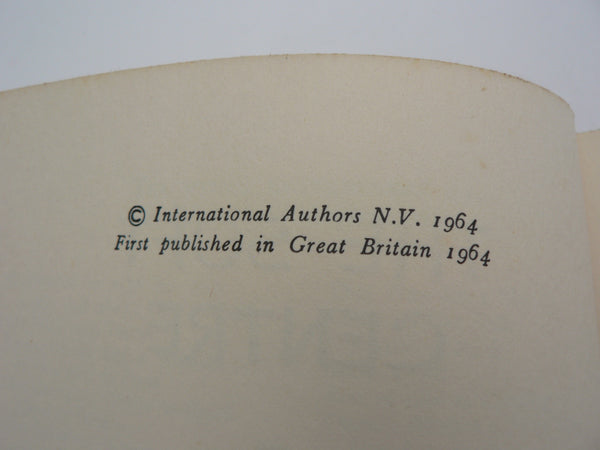 © International Authors N.V. 1964
First published in Great Britain 1964